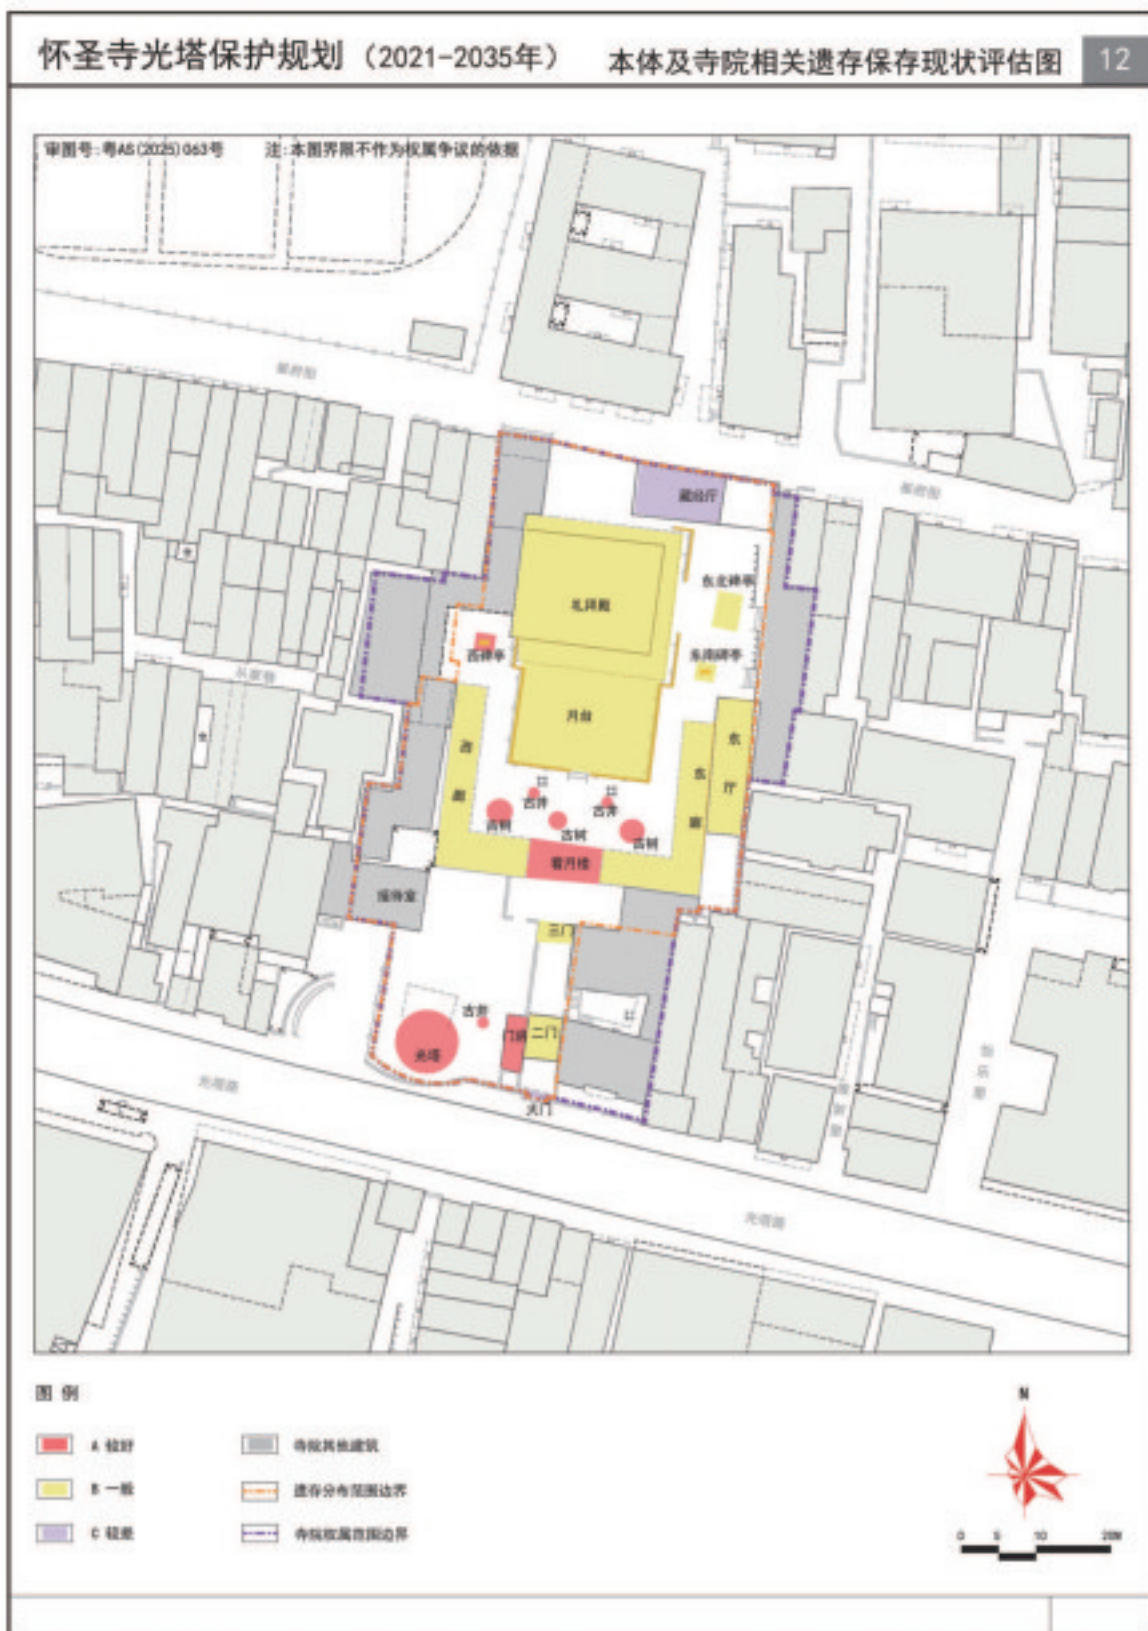 怀圣寺光塔保护规划（2021-2035年）
本体及寺院相关遗存保存现状评估图
12
审图号:粤AS(2025)063号
注:本图界限不作为权属争议的依据
藏经厅
礼拜殿
东北碑亭
西碑亭
东南碑亭
月台
西廊
东廊
东厅
古井
古井
古树
古树
古树
看月楼
接待室
三门
古井
二门
光塔
大门
光塔路
光塔路
图 例
A 较好
寺院其他建筑
B 一般
遗存分布范围边界
C 较差
寺院权属范围边界
N
0 5 10 20M